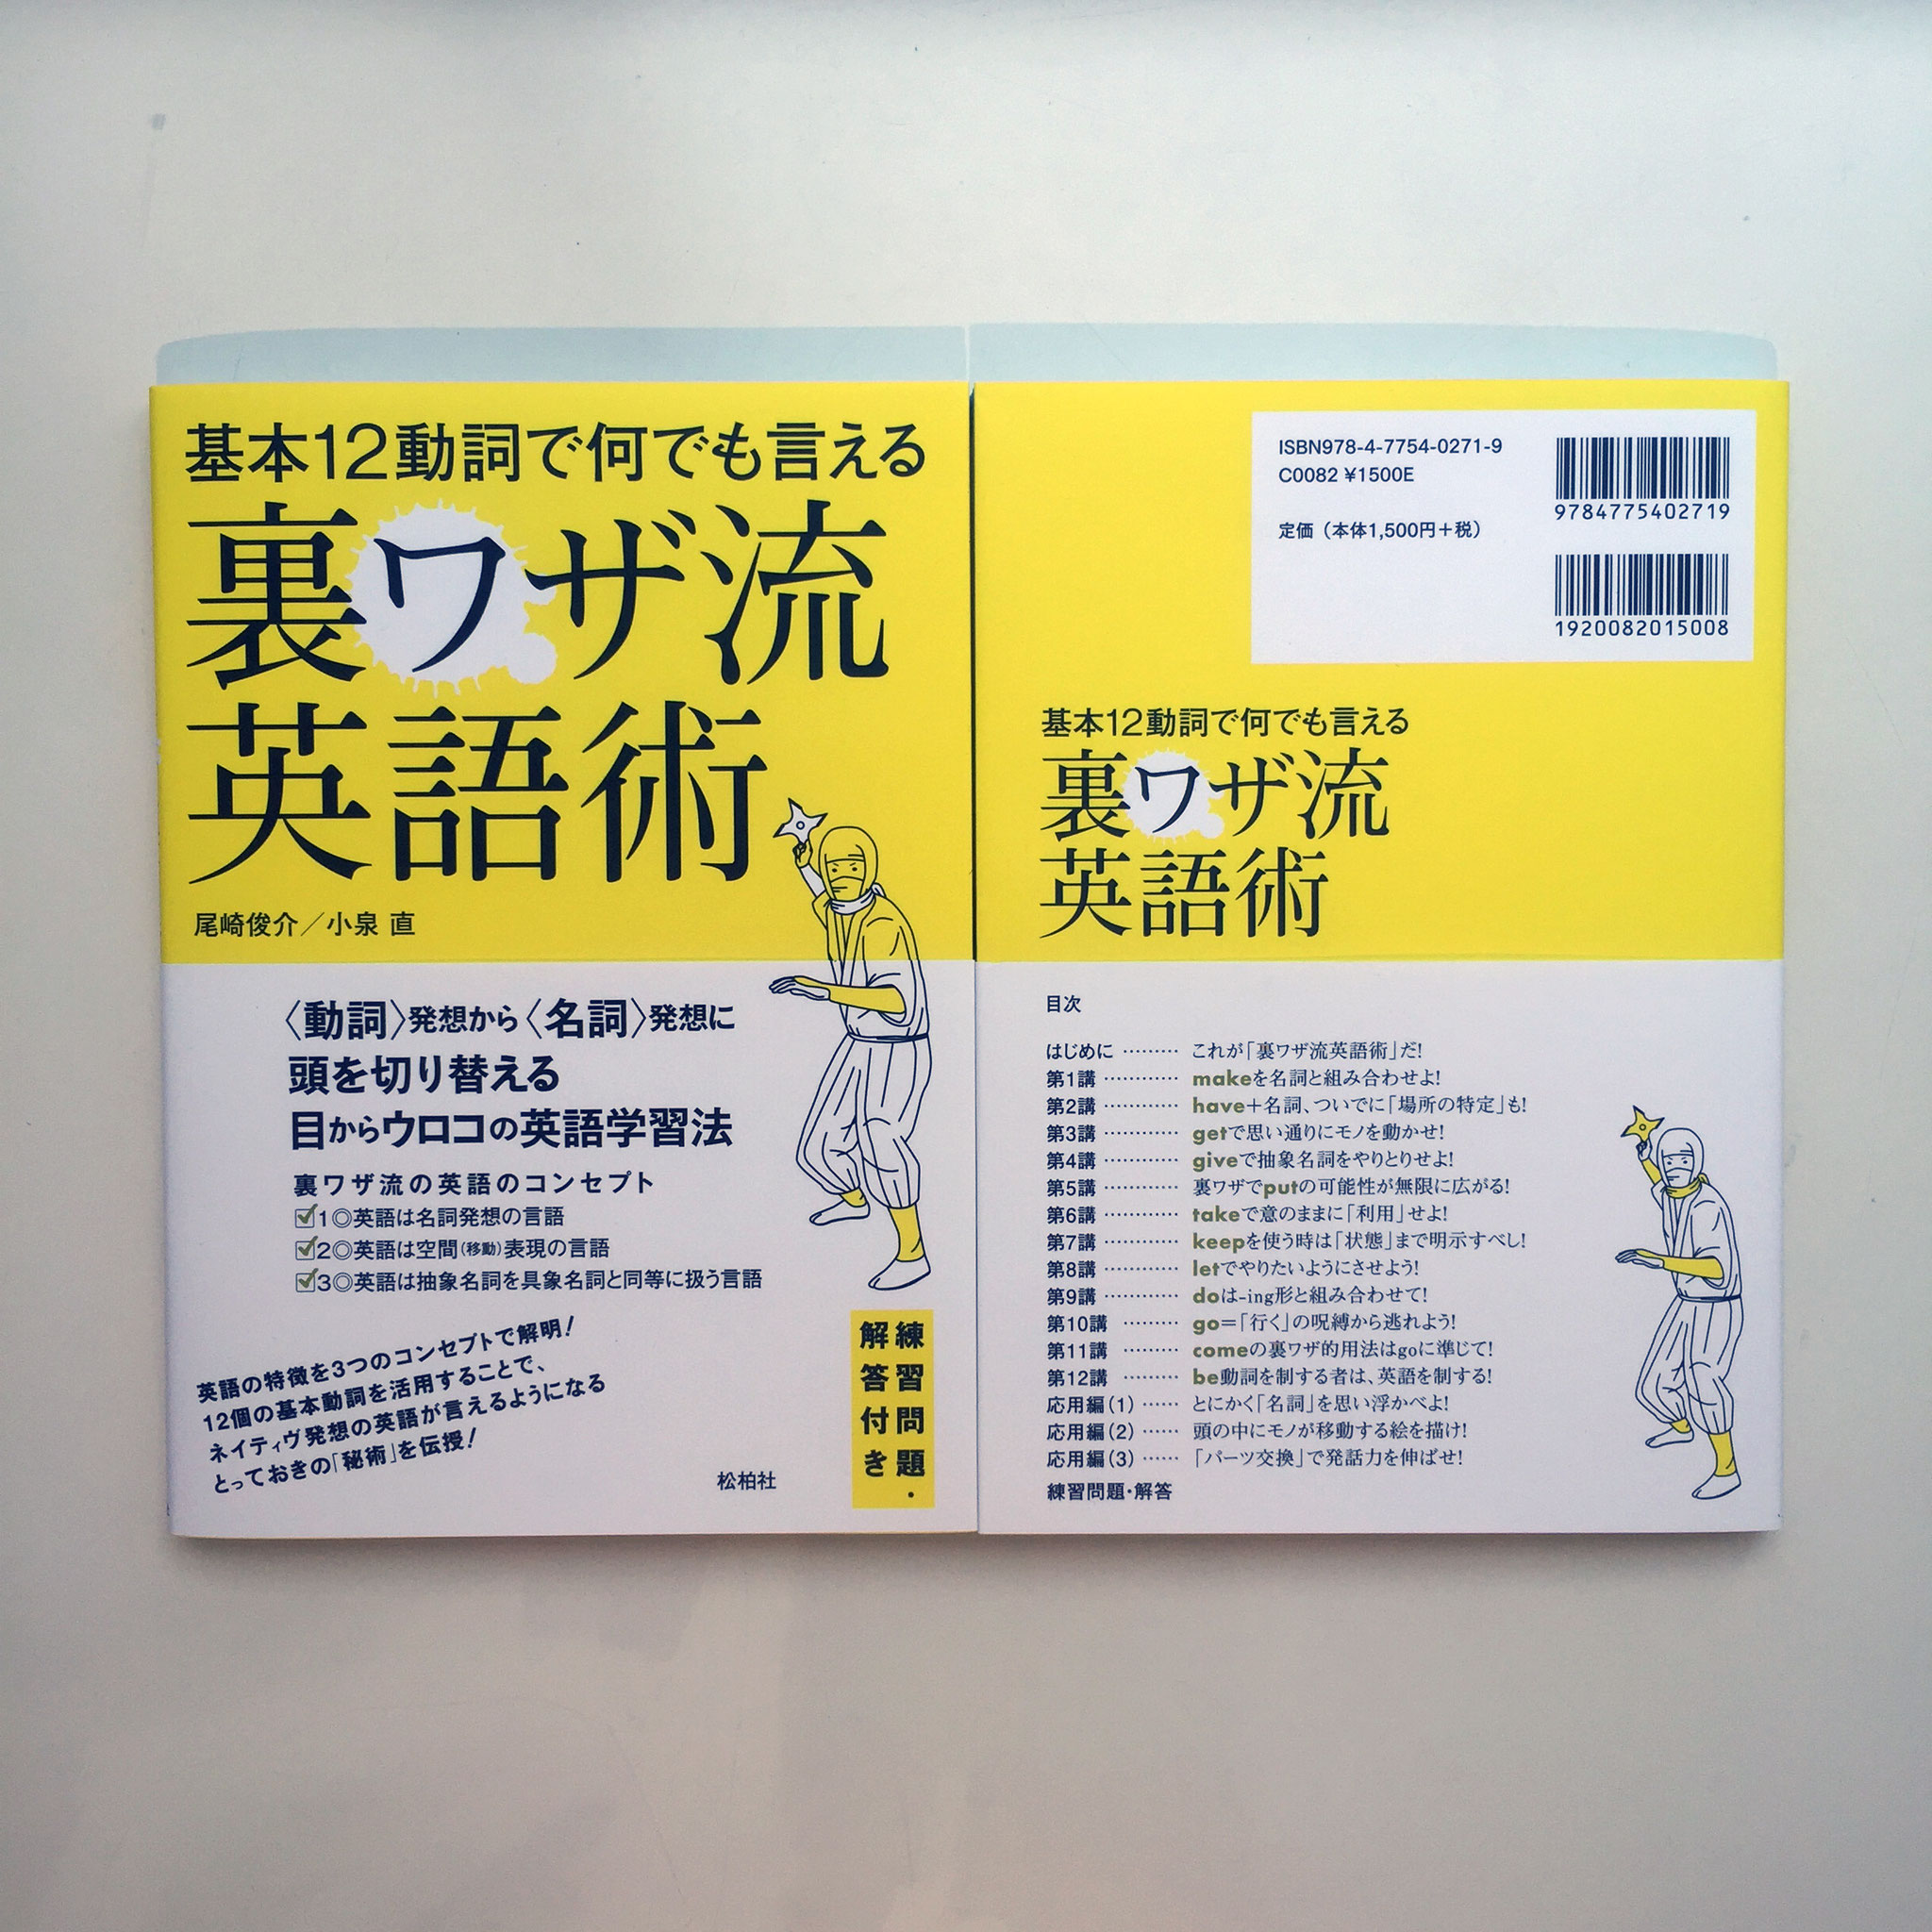 基本12動詞で何でも言える
裏ワザ流
英語術
尾崎俊介／小泉 直
〈動詞〉発想から〈名詞〉発想に
頭を切り替える
目からウロコの英語学習法
裏ワザ流の英語のコンセプト
1◎英語は名詞発想の言語
2◎英語は空間(移動)表現の言語
3◎英語は抽象名詞を具象名詞と同等に扱う言語
英語の特徴を3つのコンセプトで解明!
12個の基本動詞を活用することで、
ネイティヴ発想の英語が言えるようになる
とっておきの「秘術」を伝授!
練習問題・
解答付き
松柏社
ISBN978-4-7754-0271-9
C0082 ¥1500E
定価（本体1,500円＋税）
9784775402719
1920082015008
基本12動詞で何でも言える
裏ワザ流
英語術
目次
はじめに ……… これが「裏ワザ流英語術」だ!
第1講 ………… makeを名詞と組み合わせよ!
第2講 ………… have＋名詞、ついでに「場所の特定」も!
第3講 ………… getで思い通りにモノを動かせ!
第4講 ………… giveで抽象名詞をやりとりせよ!
第5講 ………… 裏ワザでputの可能性が無限に広がる!
第6講 ………… takeで意のままに「利用」せよ!
第7講 ………… keepを使う時は「状態」まで明示すべし!
第8講 ………… letでやりたいようにさせよう!
第9講 ………… doは-ing形と組み合わせて!
第10講 ……… go＝「行く」の呪縛から逃れよう!
第11講 ……… comeの裏ワザ的用法はgoに準じて!
第12講 ……… be動詞を制する者は、英語を制する!
応用編(1) …… とにかく「名詞」を思い浮かべよ!
応用編(2) …… 頭の中にモノが移動する絵を描け!
応用編(3) …… 「パーツ交換」で発話力を伸ばせ!
練習問題・解答